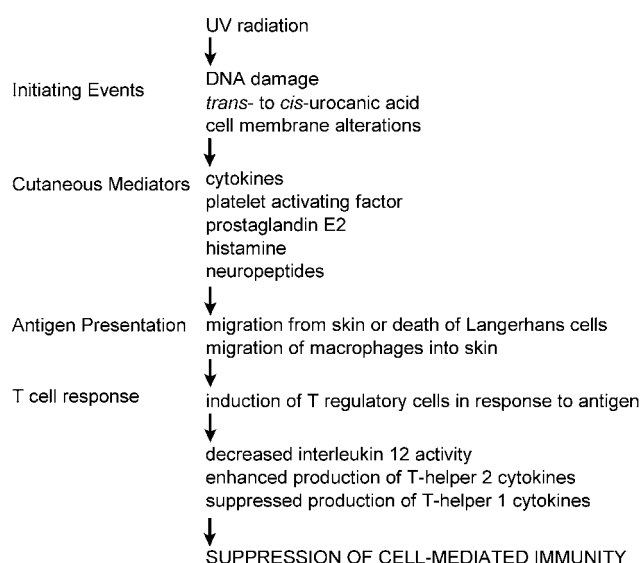 UV radiation
DNA damage
Initiating Events
trans- to cis-urocanic acid
cell membrane alterations
Cutaneous Mediators
cytokines
platelet activating factor
prostaglandin E2
histamine
neuropeptides
Antigen Presentation
migration from skin or death of Langerhans cells
migration of macrophages into skin
T cell response
induction of T regulatory cells in response to antigen
decreased interleukin 12 activity
enhanced production of T-helper 2 cytokines
suppressed production of T-helper 1 cytokines
SUPPRESSION OF CELL-MEDIATED IMMUNITY